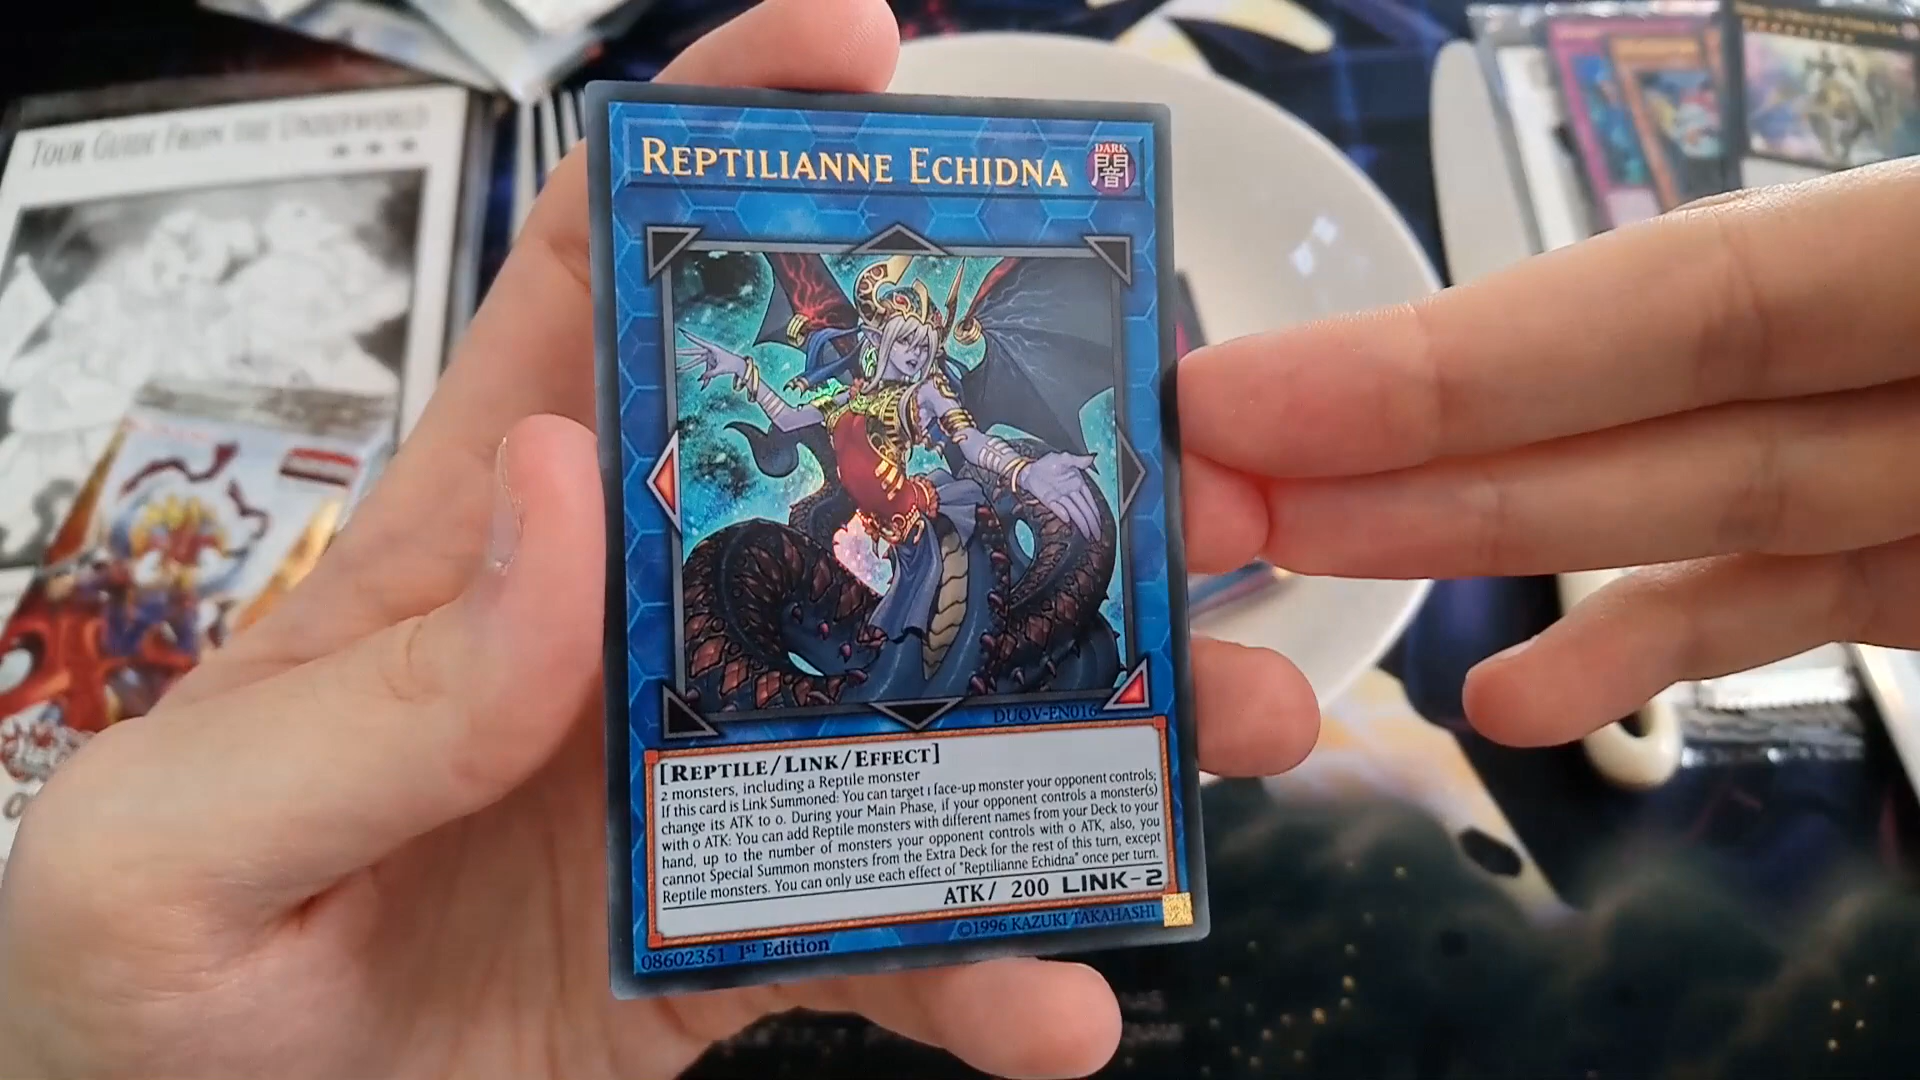 TOUR GUIDE FROM THE UNDERWORLD
REPTILIANNE ECHIDNA
DARK
闇
DUOV-EN016
[REPTILE/LINK/EFFECT]
2 monsters, including a Reptile monster
If this card is Link Summoned: You can target 1 face-up monster your opponent controls;
change its ATK to 0. During your Main Phase, if your opponent controls a monster(s)
with 0 ATK: You can add Reptile monsters with different names from your Deck to your
hand, up to the number of monsters your opponent controls with 0 ATK, also, you
cannot Special Summon monsters from the Extra Deck for the rest of this turn, except
Reptile monsters. You can only use each effect of "Reptilianne Echidna" once per turn.
ATK/ 200 LINK-2
08602351 1st Edition
©1996 KAZUKI TAKAHASHI